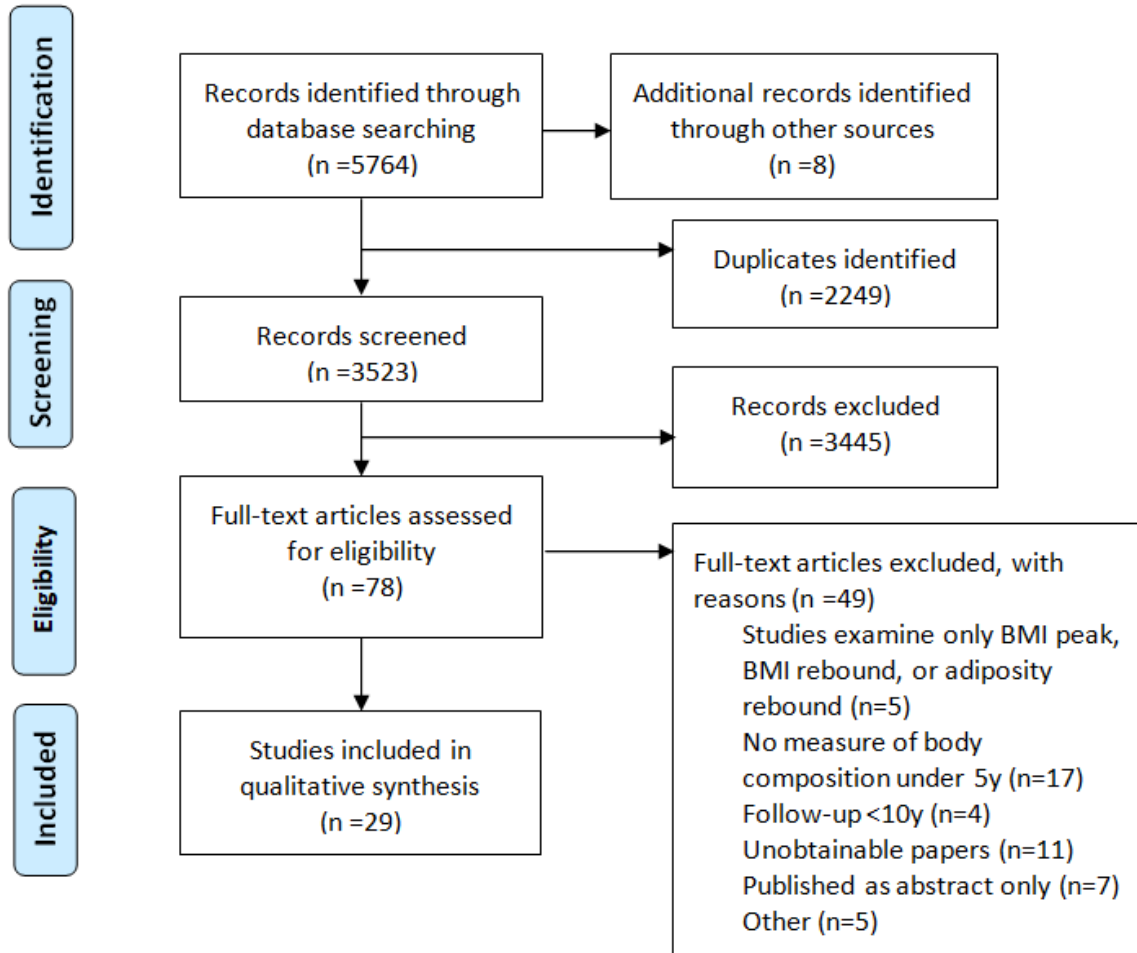 Identification
Records identified through
database searching
(n =5764)
Additional records identified
through other sources
(n =8)
Duplicates identified
(n =2249)
Screening
Records screened
(n =3523)
Records excluded
(n =3445)
Eligibility
Full-text articles assessed
for eligibility
(n =78)
Full-text articles excluded, with
reasons (n =49)
Studies examine only BMI peak,
BMI rebound, or adiposity
rebound (n=5)
No measure of body
composition under 5y (n=17)
Follow-up <10y (n=4)
Unobtainable papers (n=11)
Published as abstract only (n=7)
Other (n=5)
Included
Studies included in
qualitative synthesis
(n =29)